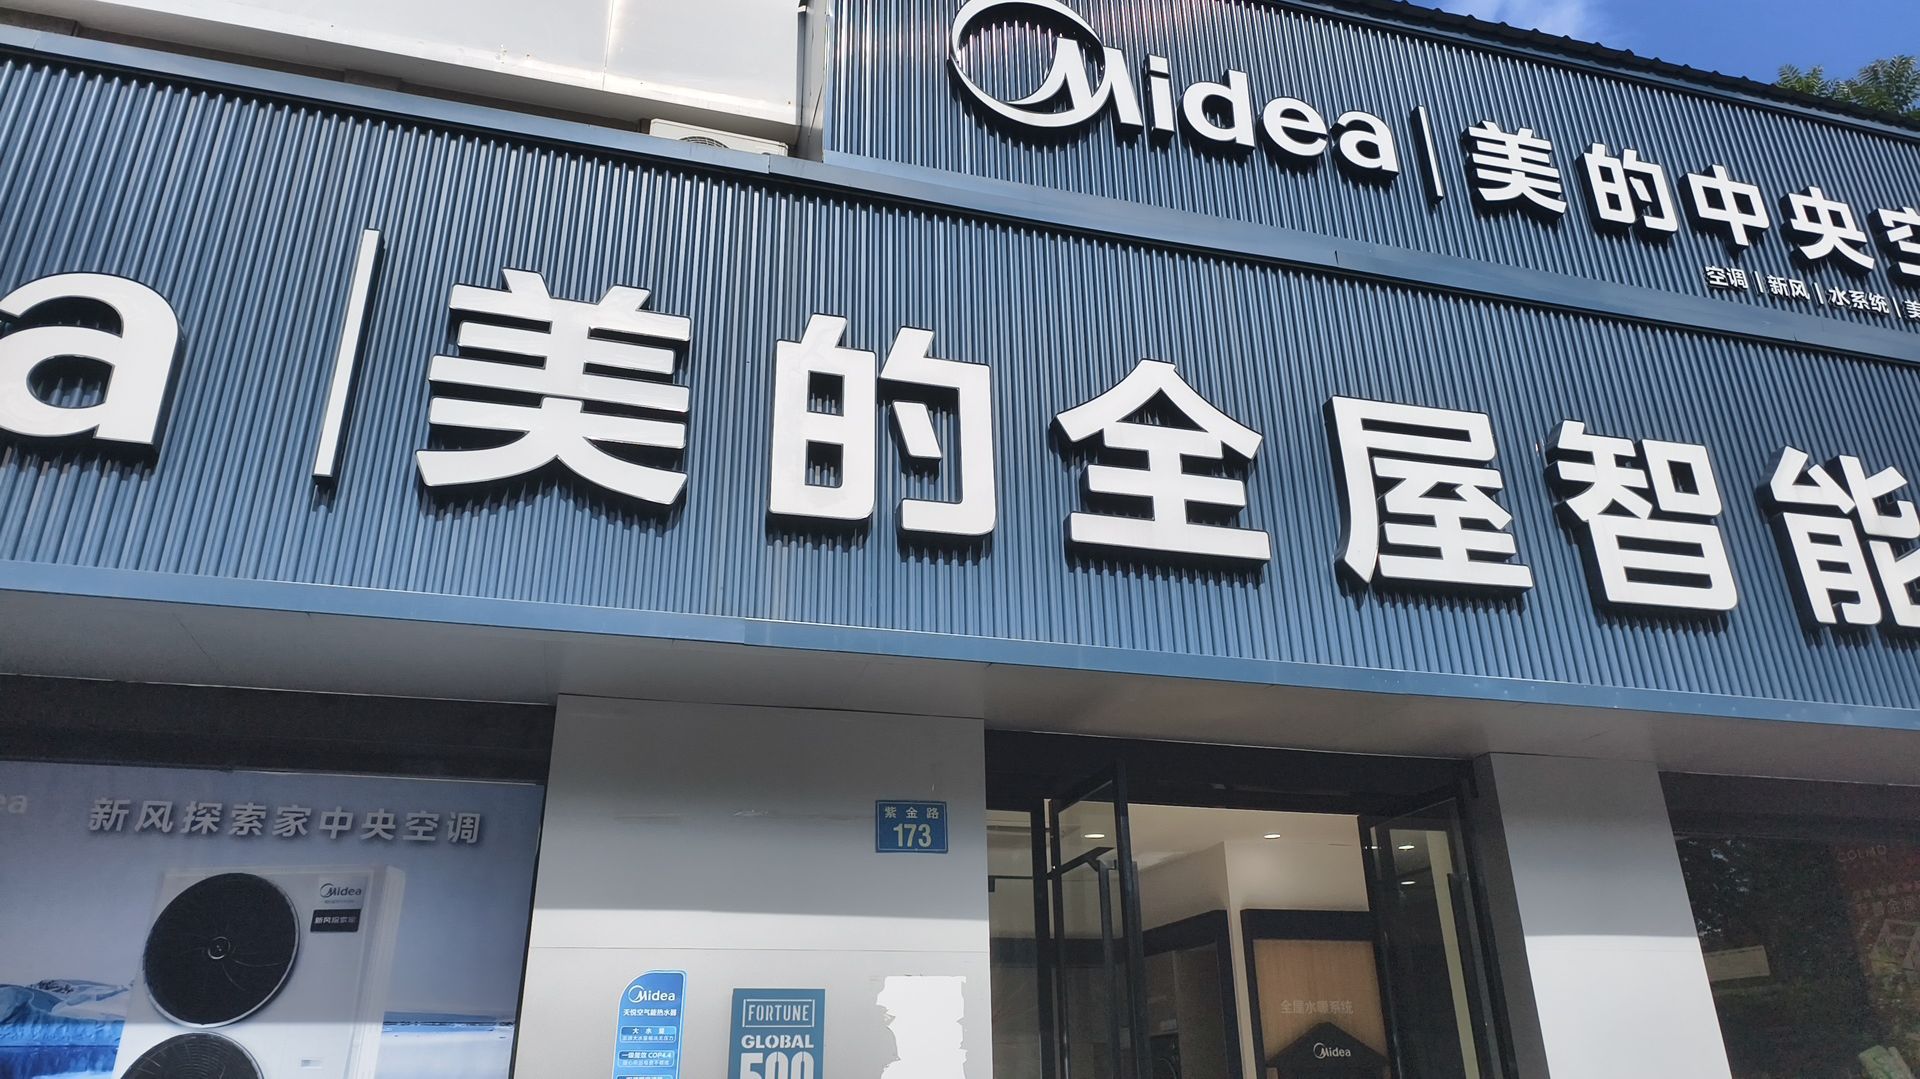 Midea | 美的中央空
空调 | 新风 | 水系统 | 美
a | 美的全屋智能
ea
新风探索家中央空调
Midea
新风探索家
紫金路
173
Midea
天悦空气能热水器
大水量
一级能效 COP4.4
FORTUNE
GLOBAL
500
全屋水暖系统
Midea
COLMO